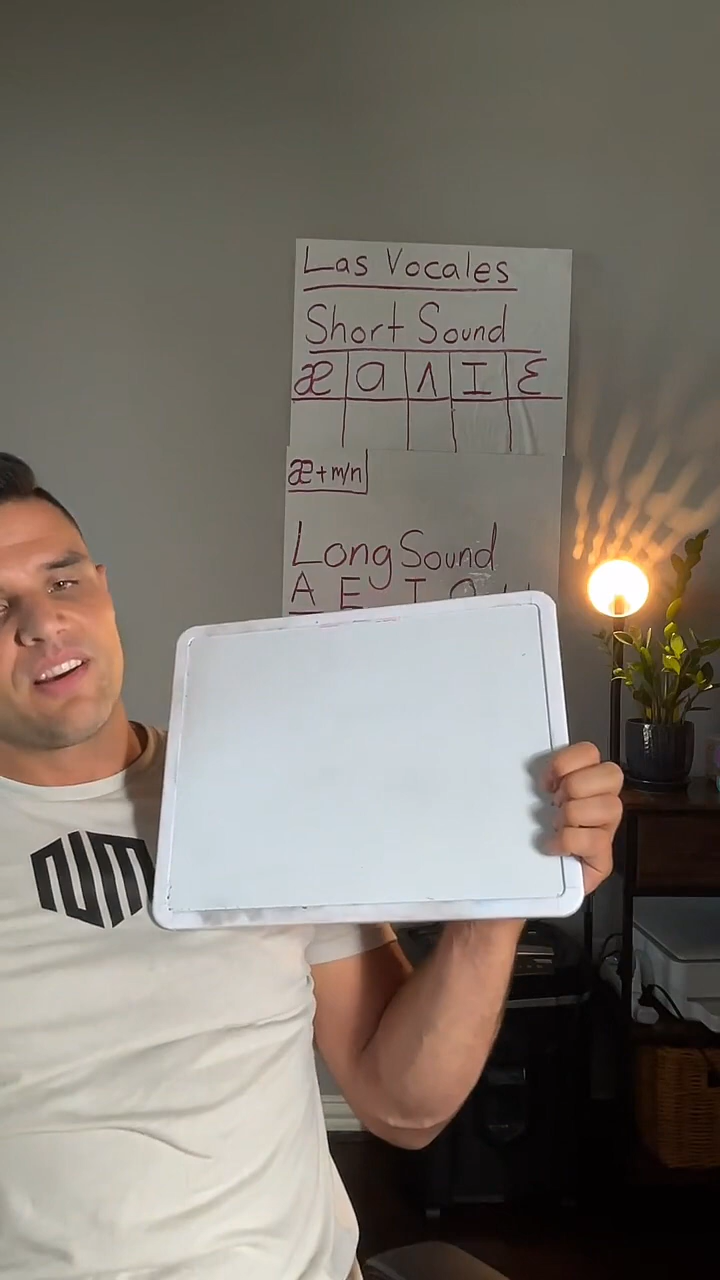 Las Vocales
Short Sound
æ ɑ ʌ I ɛ
æ+m/n
Long Sound
A E I O U